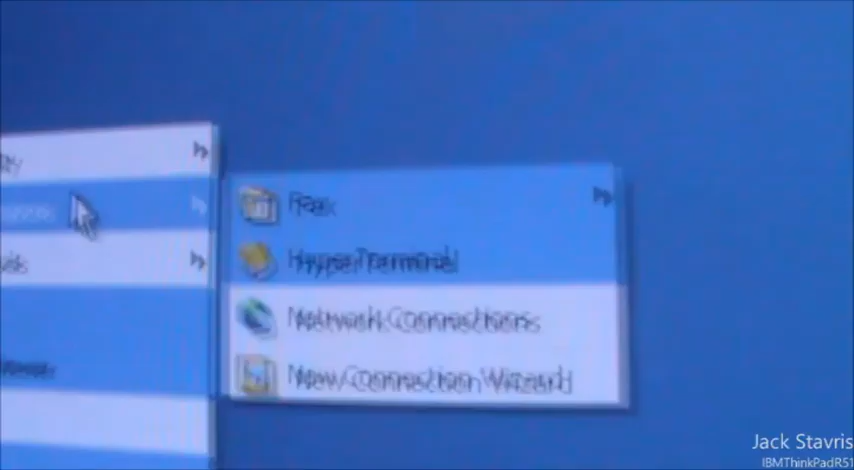 Fax
HyperTerminal
Network Connections
New Connection Wizard
Jack Stavris
IBMThinkPadR51